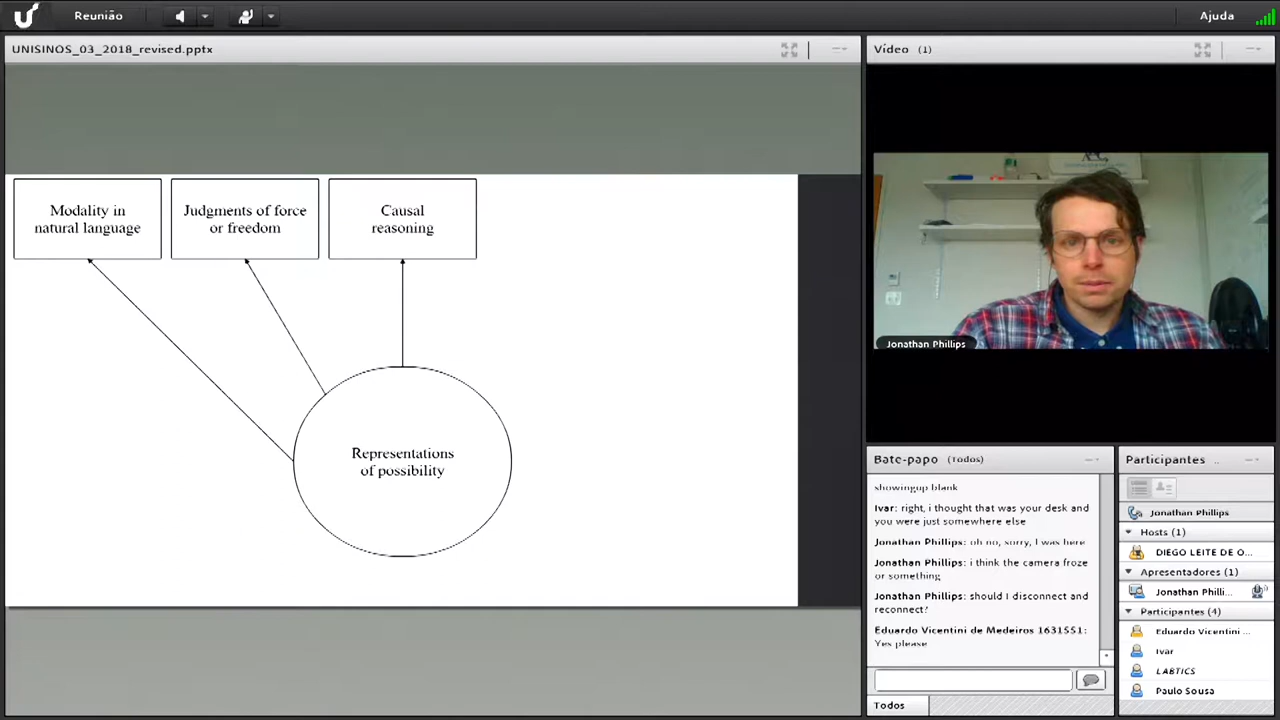 Reunião
Ajuda
UNISINOS_03_2018_revised.pptx
Modality in
natural language
Judgments of force
or freedom
Causal
reasoning
Representations
of possibility
Vídeo (1)
Jonathan Phillips
Bate-papo (Todos)
showingup blank
Ivar: right, i thought that was your desk and
you were just somewhere else
Jonathan Phillips: oh no, sorry, I was here
Jonathan Phillips: i think the camera froze
or something
Jonathan Phillips: should I disconnect and
reconnect?
Eduardo Vicentini de Medeiros 1631551:
Yes please
Todos
Participantes ..
Jonathan Phillips
Hosts (1)
DIEGO LEITE DE O...
Apresentadores (1)
Jonathan Philli...
Participantes (4)
Eduardo Vicentini ...
Ivar
LABTICS
Paulo Sousa